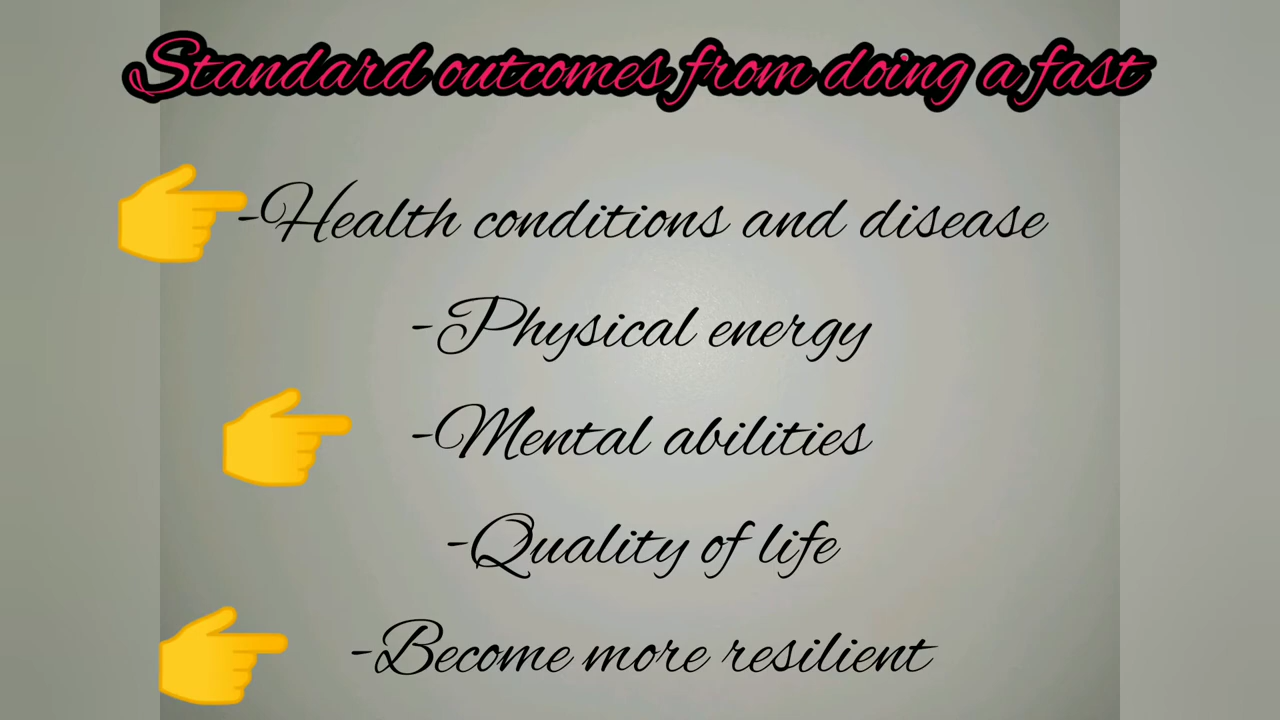 Standard outcomes from doing a fast
-Health conditions and disease
-Physical energy
-Mental abilities
-Quality of life
-Become more resilient